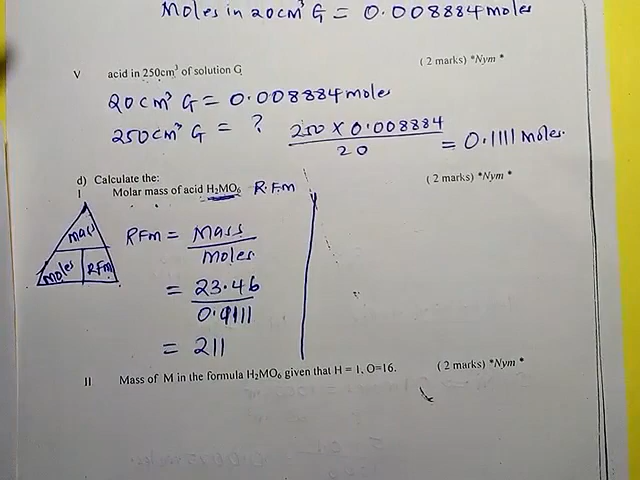 Moles in 20cm³ G = 0.008884 moles
V acid in 250cm³ of solution G. (2 marks) *Nym *
20cm³ G = 0.008884 moles
250cm³ G = ? 250 X 0.008884 / 20 = 0.1111 Moles.
d) Calculate the:
I Molar mass of acid H₂MO₆ R.F.m (2 marks) *Nym *
mass
moles RFm
RFm = Mass / Moles
= 23.46 / 0.1111
= 211
II Mass of M in the formula H₂MO₆ given that H = 1, O=16. (2 marks) *Nym *